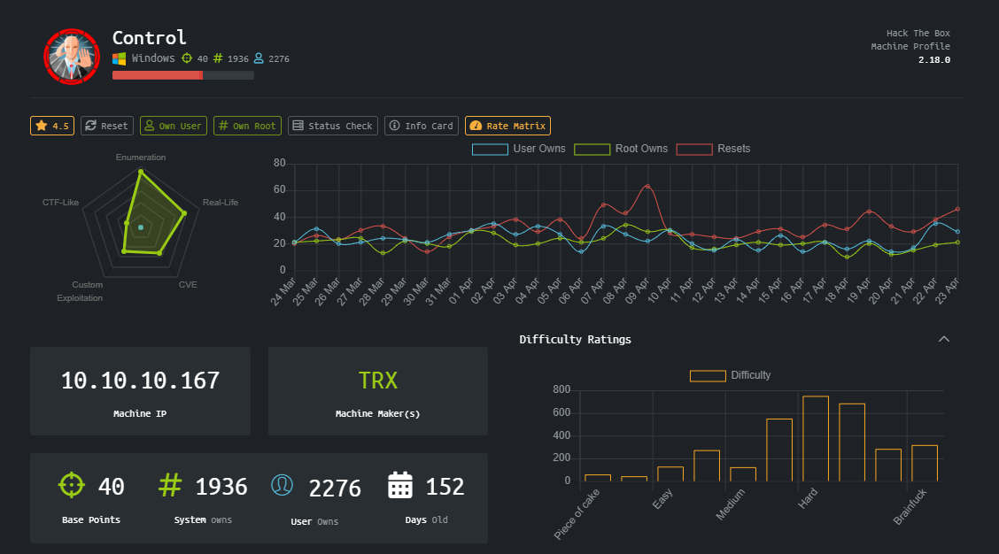 Control
Windows 40 1936 2276
Hack The Box
Machine Profile
2.18.0
4.5 Reset Own User Own Root Status Check Info Card Rate Matrix
User Owns Root Owns Resets
Enumeration
CTF-Like
Real-Life
Custom
Exploitation
CVE
80
60
40
20
0
24 Mar 25 Mar 26 Mar 27 Mar 28 Mar 29 Mar 30 Mar 31 Mar 01 Apr 02 Apr 03 Apr 04 Apr 05 Apr 06 Apr 07 Apr 08 Apr 09 Apr 10 Apr 11 Apr 12 Apr 13 Apr 14 Apr 15 Apr 16 Apr 17 Apr 18 Apr 19 Apr 20 Apr 21 Apr 22 Apr 23 Apr
10.10.10.167
Machine IP
TRX
Machine Maker(s)
40
Base Points
1936
System owns
2276
User Owns
152
Days Old
Difficulty Ratings
Difficulty
800
600
400
200
0
Piece of cake Easy Medium Hard Brainfuck